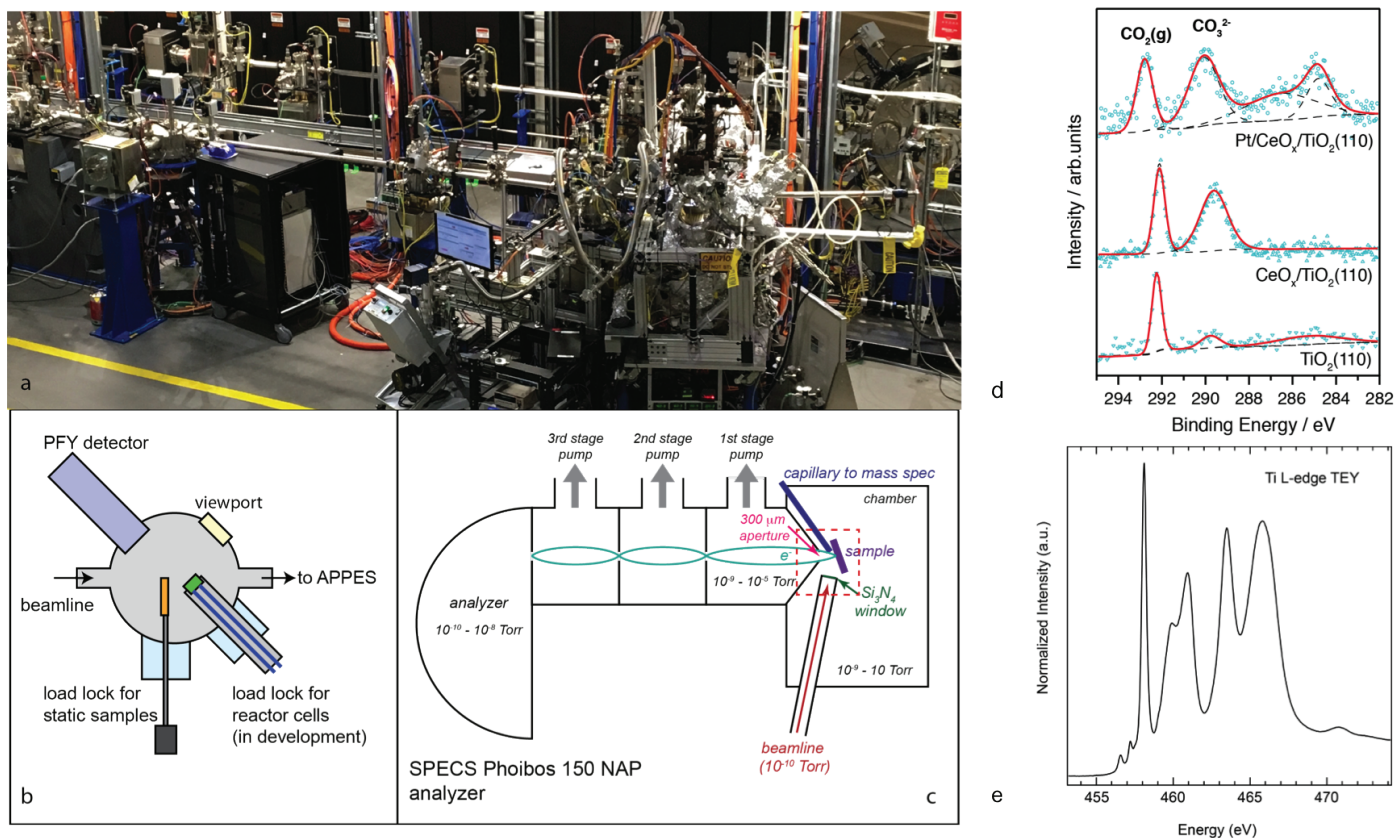 a
PFY detector
viewport
beamline
to APPES
load lock for
static samples
load lock for
reactor cells
(in development)
b
3rd stage
pump
2nd stage
pump
1st stage
pump
capillary to mass spec
chamber
300 μm
aperture
e-
sample
10-9 - 10-5 Torr
Si3N4
window
analyzer
10-10 - 10-8 Torr
10-9 - 10 Torr
beamline
(10-10 Torr)
SPECS Phoibos 150 NAP
analyzer
c
CO2(g)
CO3 2-
Intensity / arb.units
Pt/CeOx/TiO2(110)
CeOx/TiO2(110)
TiO2(110)
294 292 290 288 286 284 282
Binding Energy / eV
d
Ti L-edge TEY
Normalized Intensity (a.u.)
455 460 465 470
Energy (eV)
e
CAUTION
CAUTION